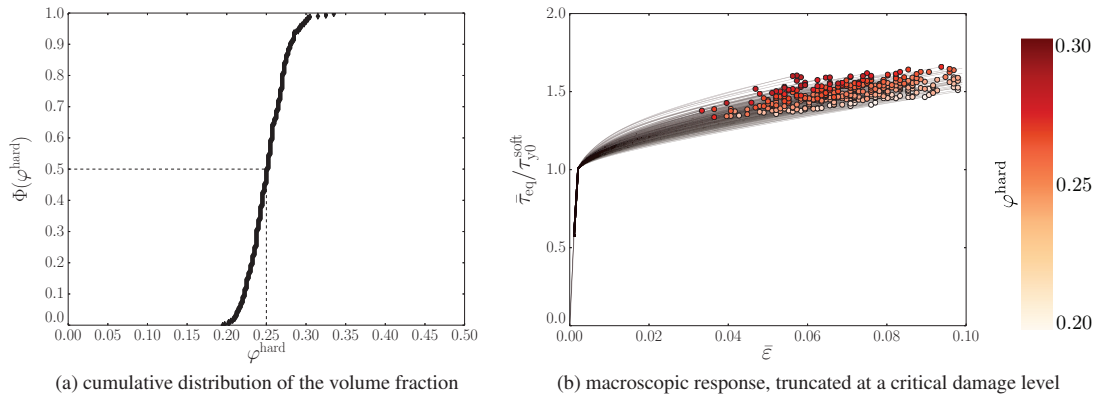 1.0
0.9
0.8
0.7
0.6
0.5
0.4
0.3
0.2
0.1
0.0
Φ(φ^hard)
0.00 0.05 0.10 0.15 0.20 0.25 0.30 0.35 0.40 0.45 0.50
φ^hard
(a) cumulative distribution of the volume fraction
2.0
1.5
1.0
0.5
0.0
τ̄_eq/τ_y0^soft
0.00 0.02 0.04 0.06 0.08 0.10
ε̄
φ^hard
0.30
0.25
0.20
(b) macroscopic response, truncated at a critical damage level